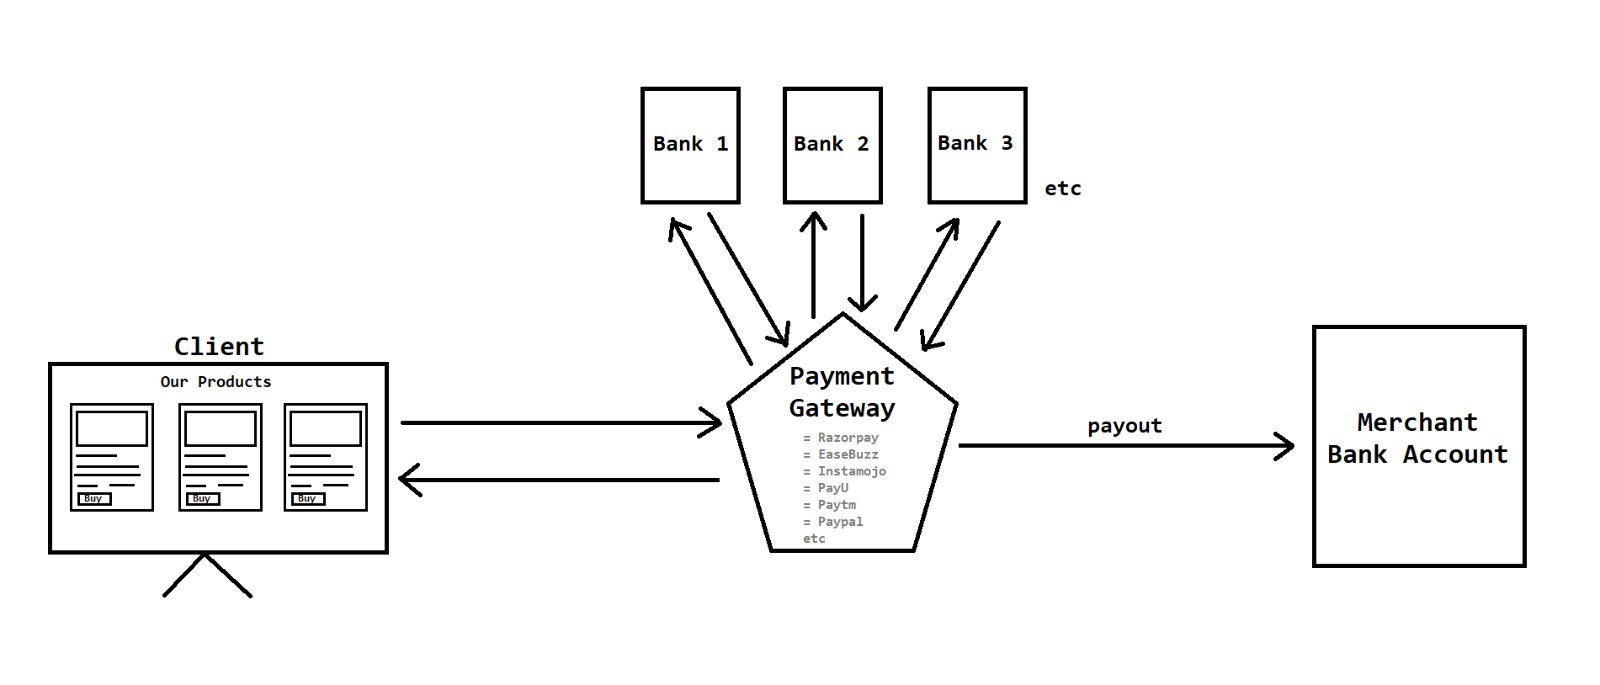 Bank 1
Bank 2
Bank 3
etc
Client
Our Products
Buy
Buy
Buy
Payment
Gateway
= Razorpay
= EaseBuzz
= Instamojo
= PayU
= Paytm
= Paypal
etc
payout
Merchant
Bank Account